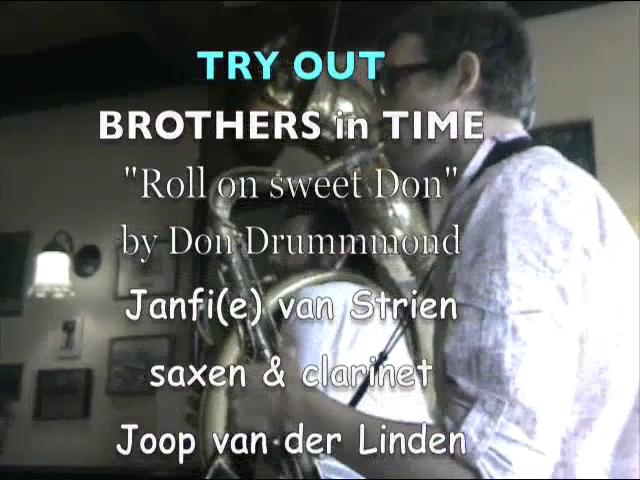 TRY OUT
BROTHERS in TIME
"Roll on sweet Don"
by Don Drummmond
Janfi(e) van Strien
saxen & clarinet
Joop van der Linden